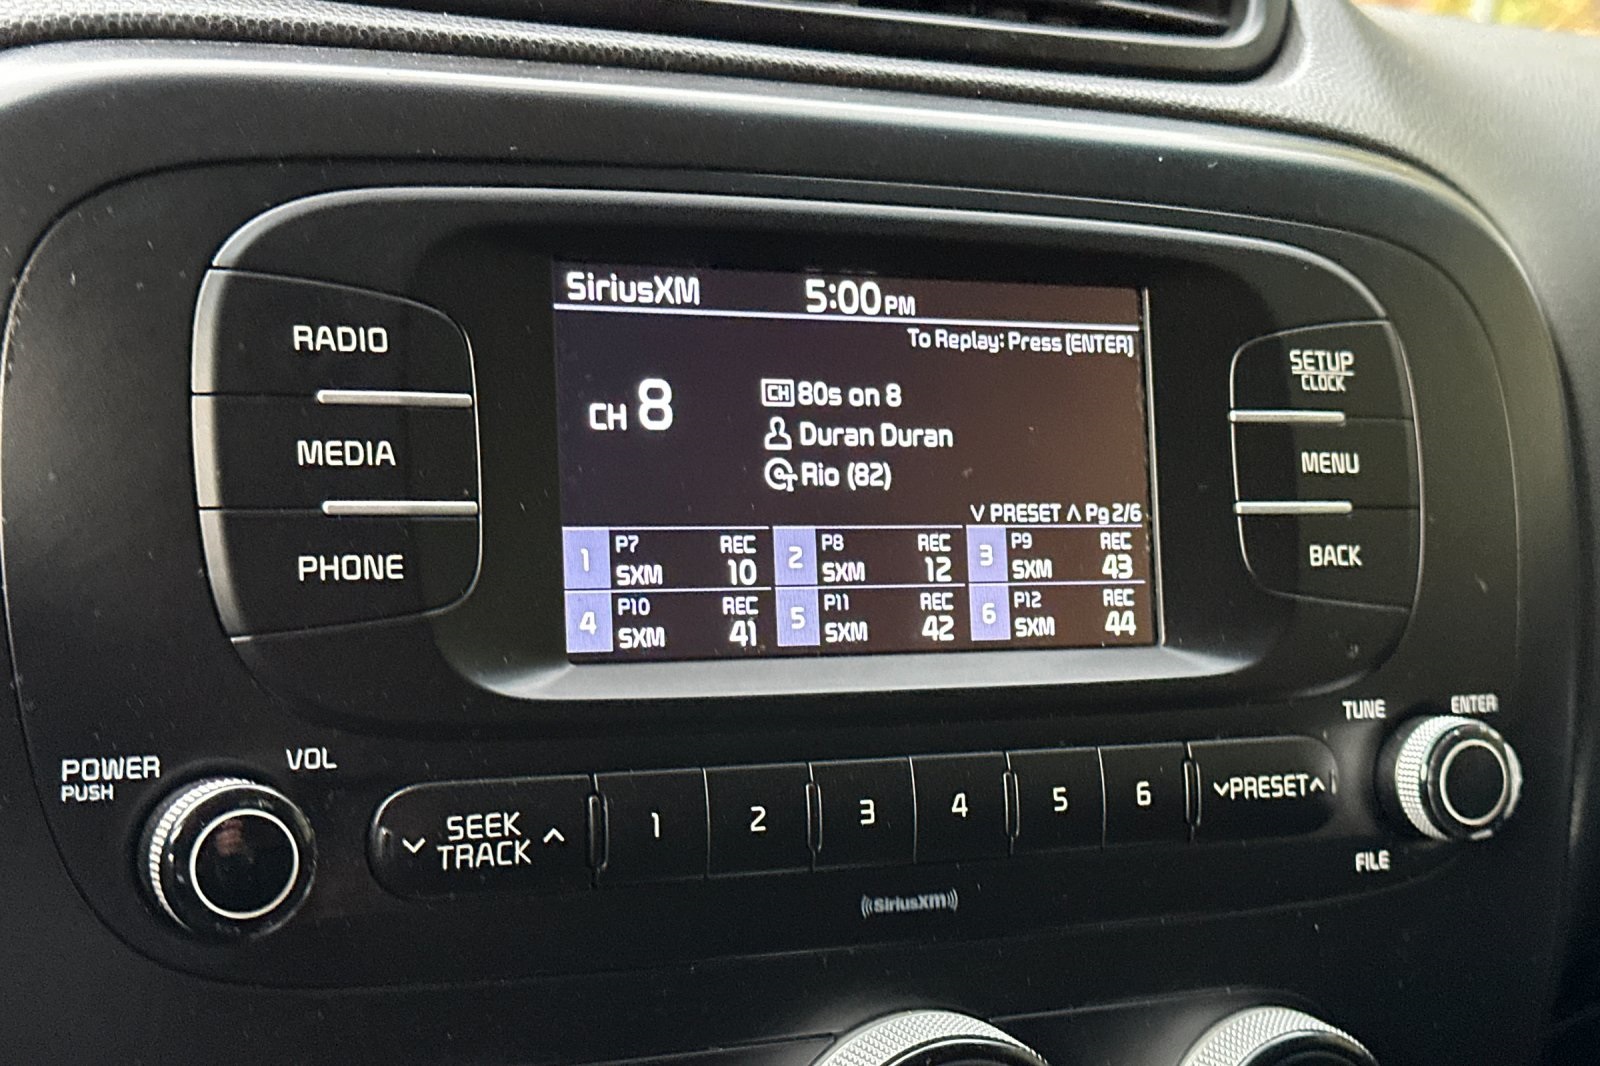 SiriusXM 5:00 PM
To Replay: Press [ENTER]
CH 8
CH 80s on 8
Duran Duran
Rio (82)
∨ PRESET ∧ Pg 2/6
1 P7 REC SXM 10
2 P8 REC SXM 12
3 P9 REC SXM 43
4 P10 REC SXM 41
5 P11 REC SXM 42
6 P12 REC SXM 44
RADIO
MEDIA
PHONE
SETUP
CLOCK
MENU
BACK
POWER
PUSH
VOL
∨ SEEK ∧
TRACK
1 2 3 4 5 6
∨PRESET∧
TUNE
ENTER
FILE
((SiriusXM))